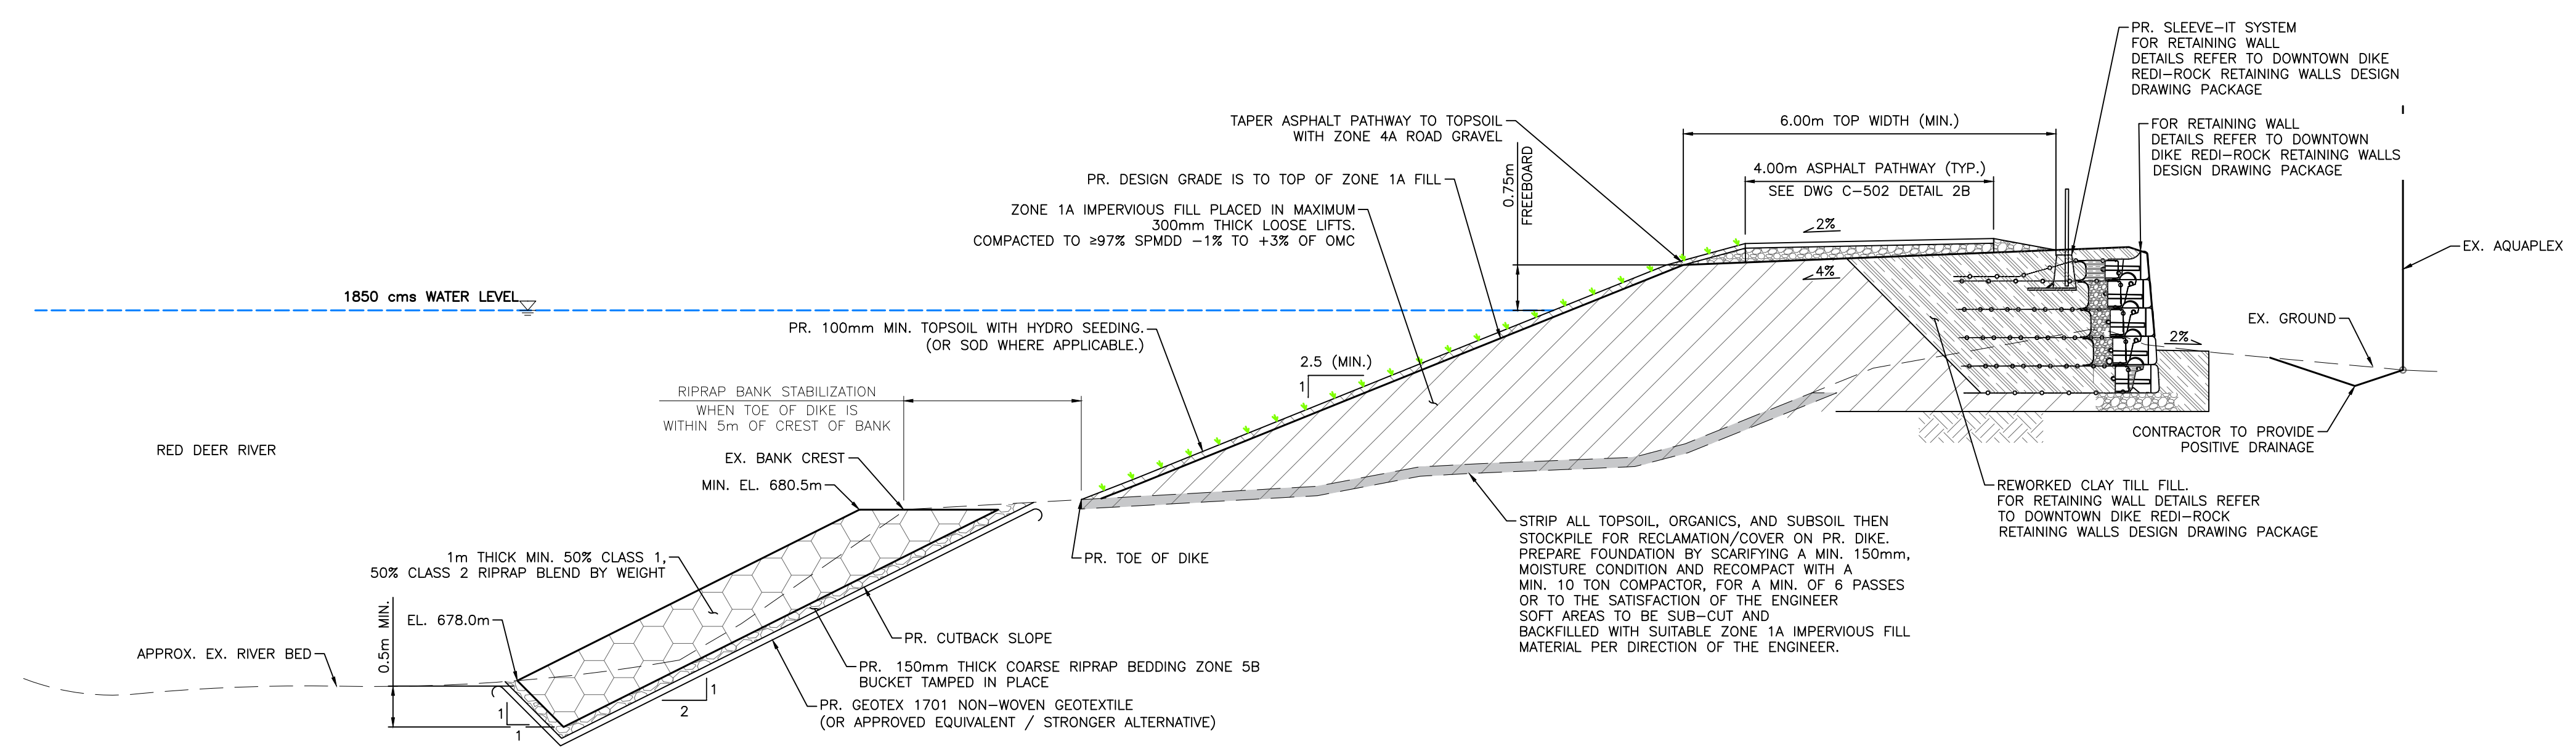 PR. SLEEVE-IT SYSTEM
FOR RETAINING WALL
DETAILS REFER TO DOWNTOWN DIKE
REDI-ROCK RETAINING WALLS DESIGN
DRAWING PACKAGE
TAPER ASPHALT PATHWAY TO TOPSOIL
WITH ZONE 4A ROAD GRAVEL
6.00m TOP WIDTH (MIN.)
FOR RETAINING WALL
DETAILS REFER TO DOWNTOWN
DIKE REDI-ROCK RETAINING WALLS
DESIGN DRAWING PACKAGE
0.75m
FREEBOARD
4.00m ASPHALT PATHWAY (TYP.)
SEE DWG C-502 DETAIL 2B
PR. DESIGN GRADE IS TO TOP OF ZONE 1A FILL
ZONE 1A IMPERVIOUS FILL PLACED IN MAXIMUM
300mm THICK LOOSE LIFTS.
COMPACTED TO ≥97% SPMDD -1% TO +3% OF OMC
2%
4%
EX. AQUAPLEX
1850 cms WATER LEVEL
PR. 100mm MIN. TOPSOIL WITH HYDRO SEEDING.
(OR SOD WHERE APPLICABLE.)
EX. GROUND
2%
2.5 (MIN.)
1
RIPRAP BANK STABILIZATION
WHEN TOE OF DIKE IS
WITHIN 5m OF CREST OF BANK
RED DEER RIVER
EX. BANK CREST
MIN. EL. 680.5m
CONTRACTOR TO PROVIDE
POSITIVE DRAINAGE
REWORKED CLAY TILL FILL.
FOR RETAINING WALL DETAILS REFER
TO DOWNTOWN DIKE REDI-ROCK
RETAINING WALLS DESIGN DRAWING PACKAGE
STRIP ALL TOPSOIL, ORGANICS, AND SUBSOIL THEN
STOCKPILE FOR RECLAMATION/COVER ON PR. DIKE.
PREPARE FOUNDATION BY SCARIFYING A MIN. 150mm,
MOISTURE CONDITION AND RECOMPACT WITH A
MIN. 10 TON COMPACTOR, FOR A MIN. OF 6 PASSES
OR TO THE SATISFACTION OF THE ENGINEER
SOFT AREAS TO BE SUB-CUT AND
BACKFILLED WITH SUITABLE ZONE 1A IMPERVIOUS FILL
MATERIAL PER DIRECTION OF THE ENGINEER.
PR. TOE OF DIKE
1m THICK MIN. 50% CLASS 1,
50% CLASS 2 RIPRAP BLEND BY WEIGHT
0.5m MIN.
EL. 678.0m
APPROX. EX. RIVER BED
PR. CUTBACK SLOPE
PR. 150mm THICK COARSE RIPRAP BEDDING ZONE 5B
BUCKET TAMPED IN PLACE
1
2
PR. GEOTEX 1701 NON-WOVEN GEOTEXTILE
(OR APPROVED EQUIVALENT / STRONGER ALTERNATIVE)
1
1